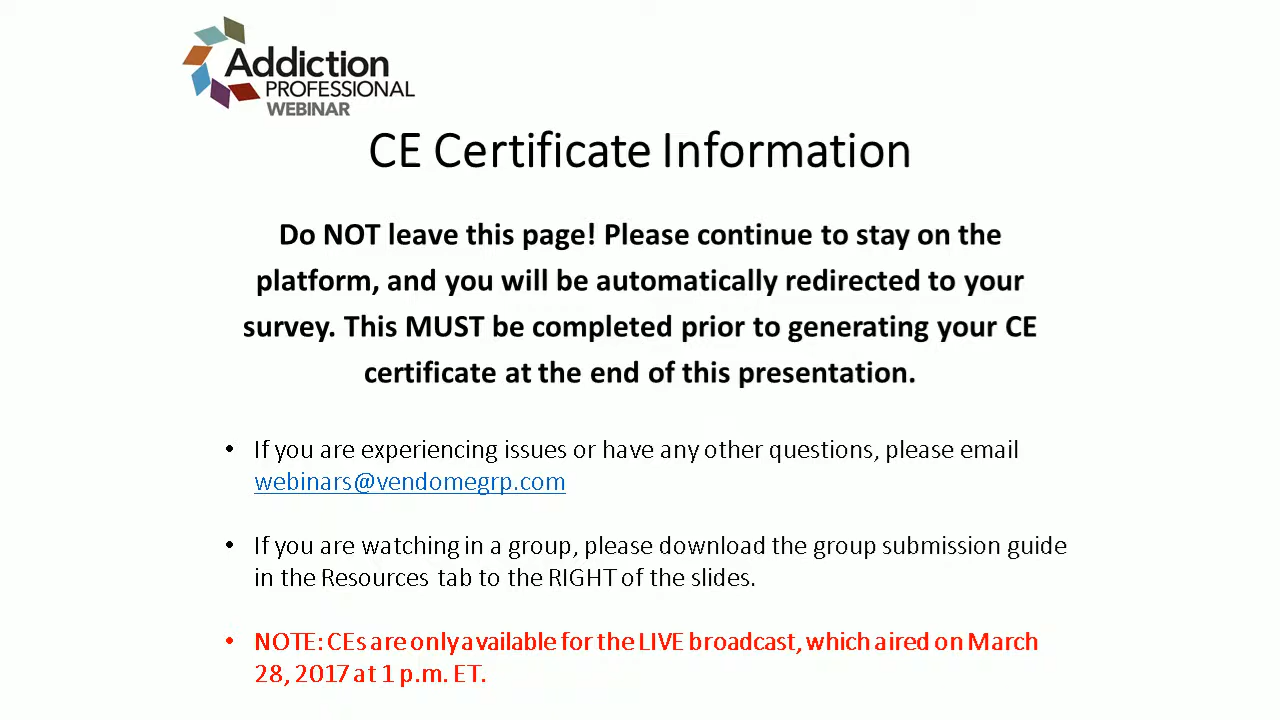 Addiction
PROFESSIONAL
WEBINAR
CE Certificate Information
Do NOT leave this page! Please continue to stay on the
platform, and you will be automatically redirected to your
survey. This MUST be completed prior to generating your CE
certificate at the end of this presentation.
• If you are experiencing issues or have any other questions, please email
webinars@vendomegrp.com
• If you are watching in a group, please download the group submission guide
in the Resources tab to the RIGHT of the slides.
• NOTE: CEs are only available for the LIVE broadcast, which aired on March
28, 2017 at 1 p.m. ET.